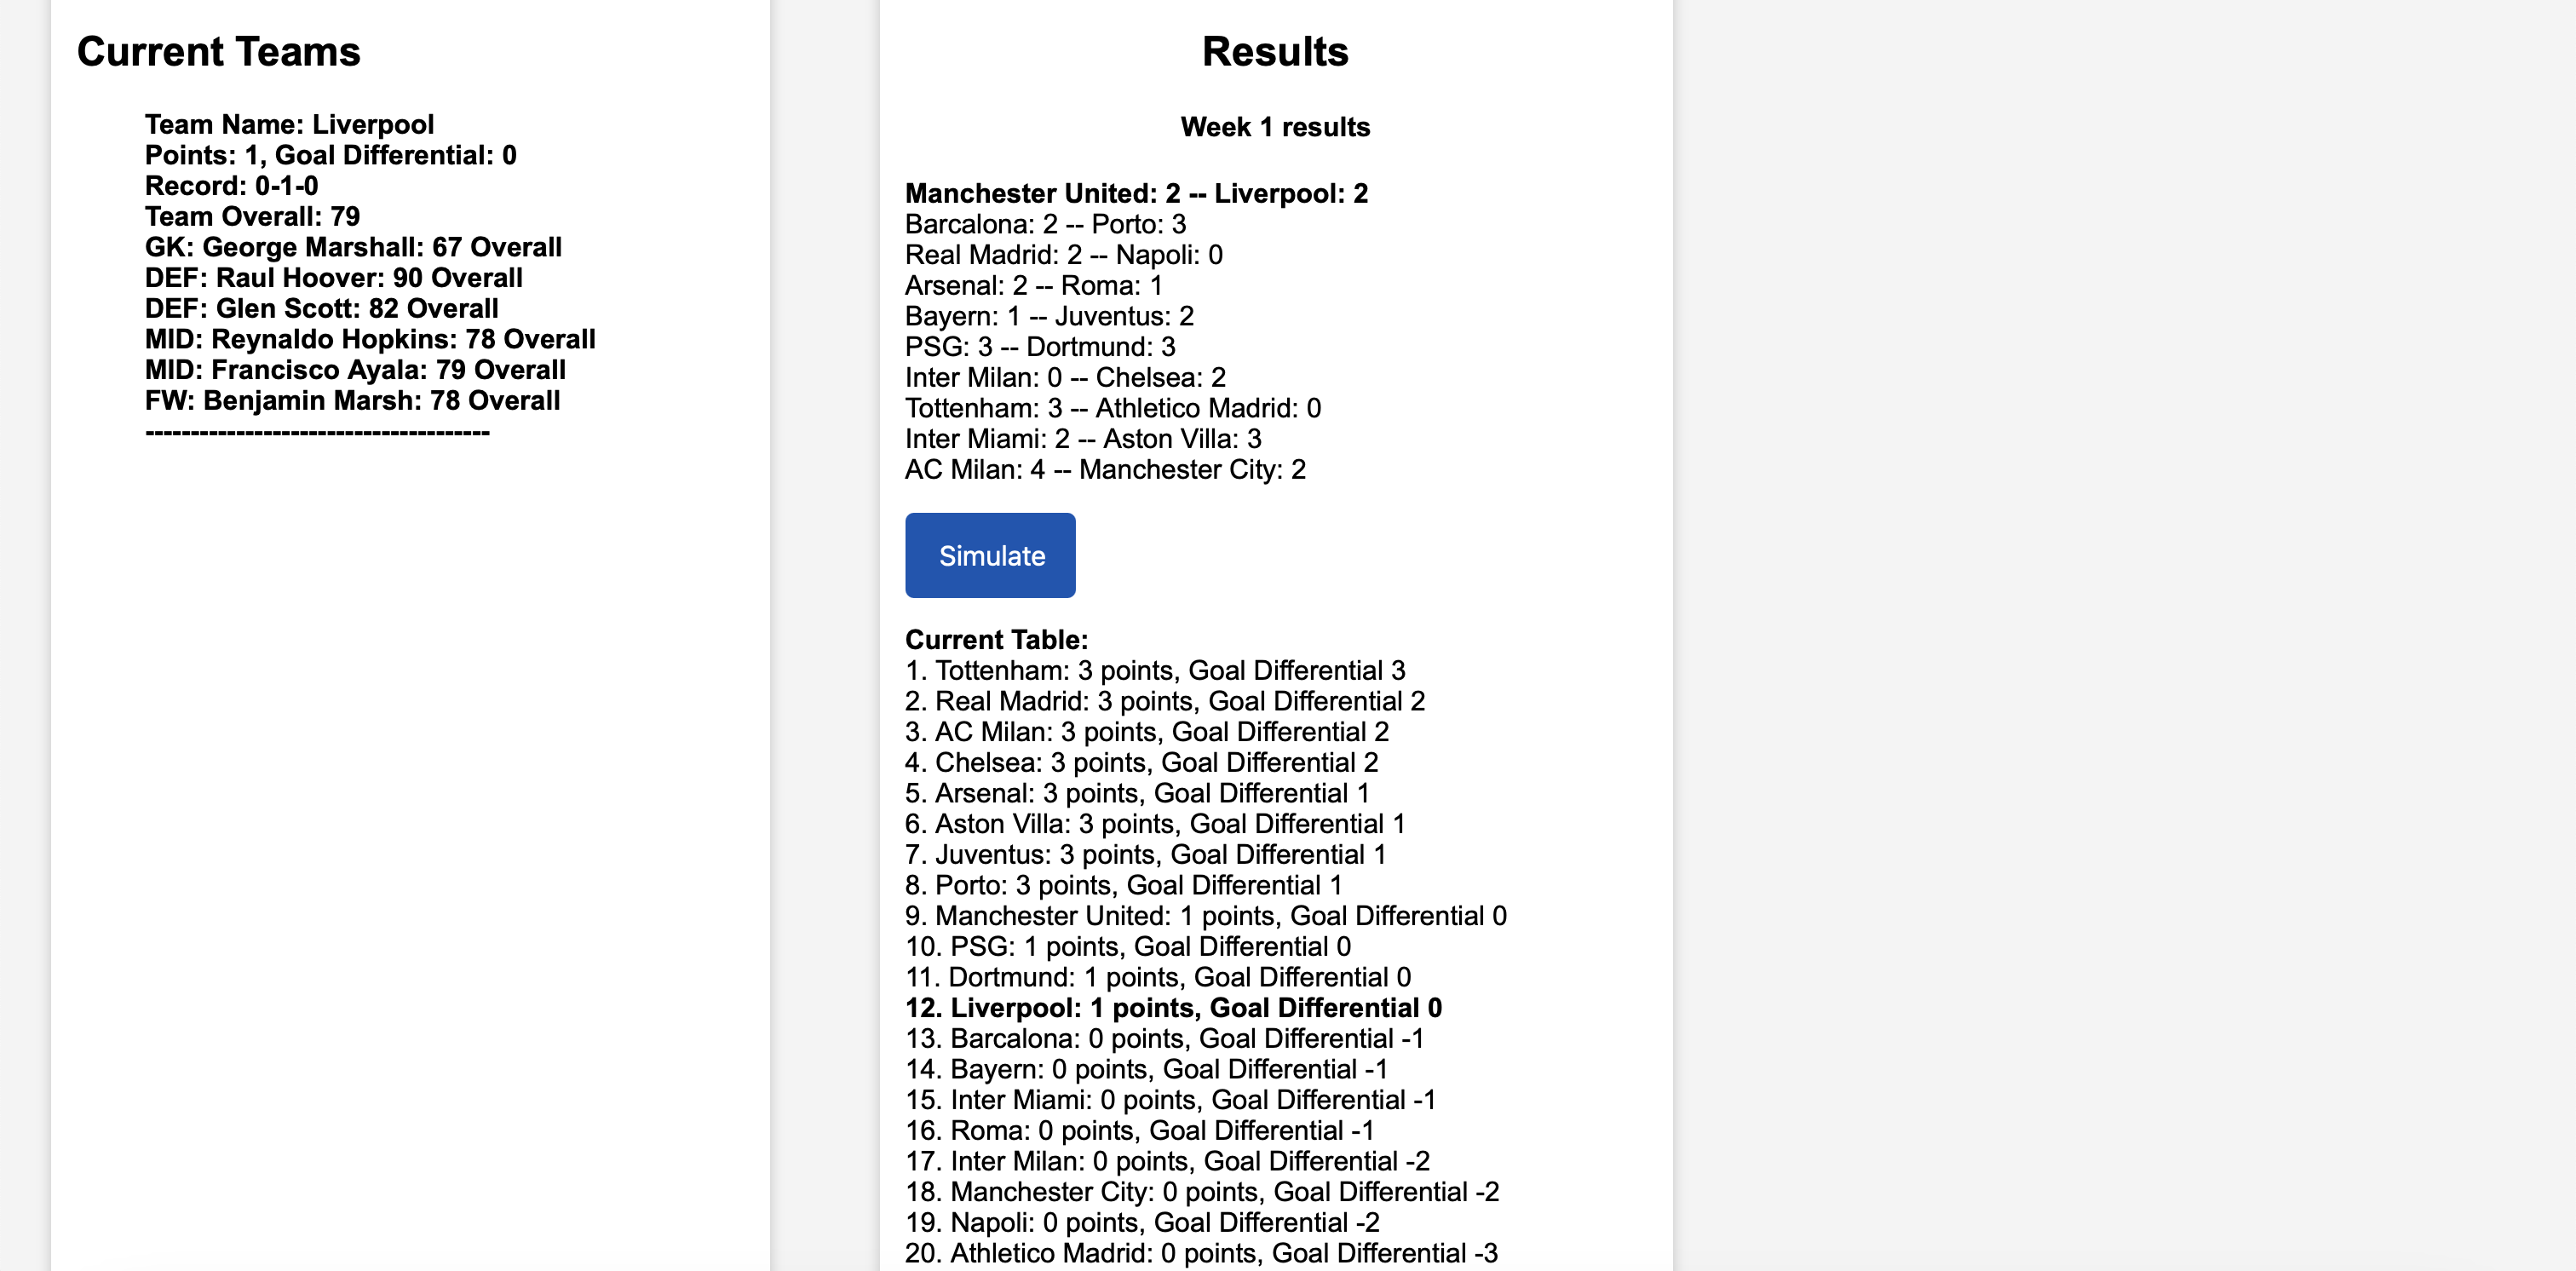 Current Teams
Team Name: Liverpool
Points: 1, Goal Differential: 0
Record: 0-1-0
Team Overall: 79
GK: George Marshall: 67 Overall
DEF: Raul Hoover: 90 Overall
DEF: Glen Scott: 82 Overall
MID: Reynaldo Hopkins: 78 Overall
MID: Francisco Ayala: 79 Overall
FW: Benjamin Marsh: 78 Overall
--------------------------------------
Results
Week 1 results
Manchester United: 2 -- Liverpool: 2
Barcalona: 2 -- Porto: 3
Real Madrid: 2 -- Napoli: 0
Arsenal: 2 -- Roma: 1
Bayern: 1 -- Juventus: 2
PSG: 3 -- Dortmund: 3
Inter Milan: 0 -- Chelsea: 2
Tottenham: 3 -- Athletico Madrid: 0
Inter Miami: 2 -- Aston Villa: 3
AC Milan: 4 -- Manchester City: 2
Simulate
Current Table:
1. Tottenham: 3 points, Goal Differential 3
2. Real Madrid: 3 points, Goal Differential 2
3. AC Milan: 3 points, Goal Differential 2
4. Chelsea: 3 points, Goal Differential 2
5. Arsenal: 3 points, Goal Differential 1
6. Aston Villa: 3 points, Goal Differential 1
7. Juventus: 3 points, Goal Differential 1
8. Porto: 3 points, Goal Differential 1
9. Manchester United: 1 points, Goal Differential 0
10. PSG: 1 points, Goal Differential 0
11. Dortmund: 1 points, Goal Differential 0
12. Liverpool: 1 points, Goal Differential 0
13. Barcalona: 0 points, Goal Differential -1
14. Bayern: 0 points, Goal Differential -1
15. Inter Miami: 0 points, Goal Differential -1
16. Roma: 0 points, Goal Differential -1
17. Inter Milan: 0 points, Goal Differential -2
18. Manchester City: 0 points, Goal Differential -2
19. Napoli: 0 points, Goal Differential -2
20. Athletico Madrid: 0 points, Goal Differential -3